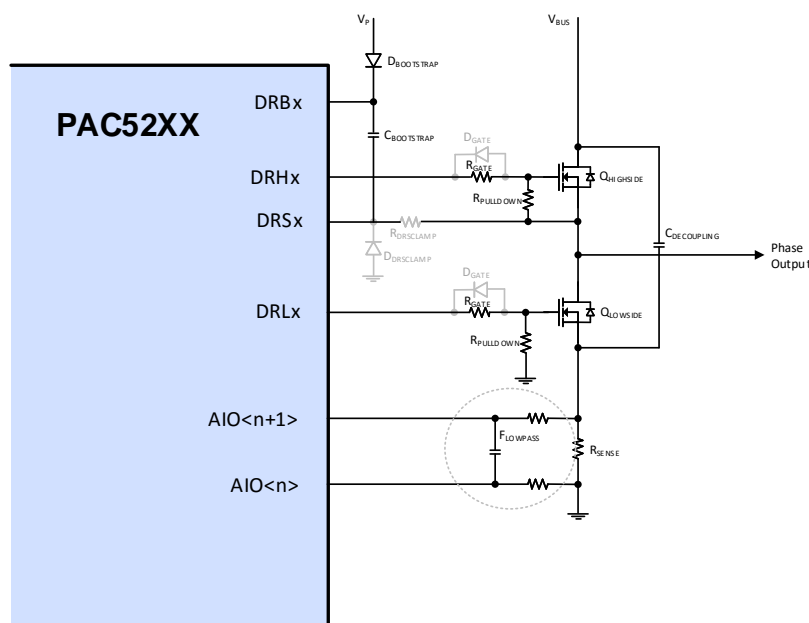 VP
VBUS
DBOOTSTRAP
DRBx
PAC52XX
CBOOTSTRAP
DGATE
DRHx
RGATE
QHIGHSIDE
RPULLDOWN
DRSx
RDRSCLAMP
CDECOUPLING
Phase
Output
DDRSCLAMP
DGATE
DRLx
RGATE
QLOWSIDE
RPULLDOWN
AIO<n+1>
FLOWPASS
RSENSE
AIO<n>